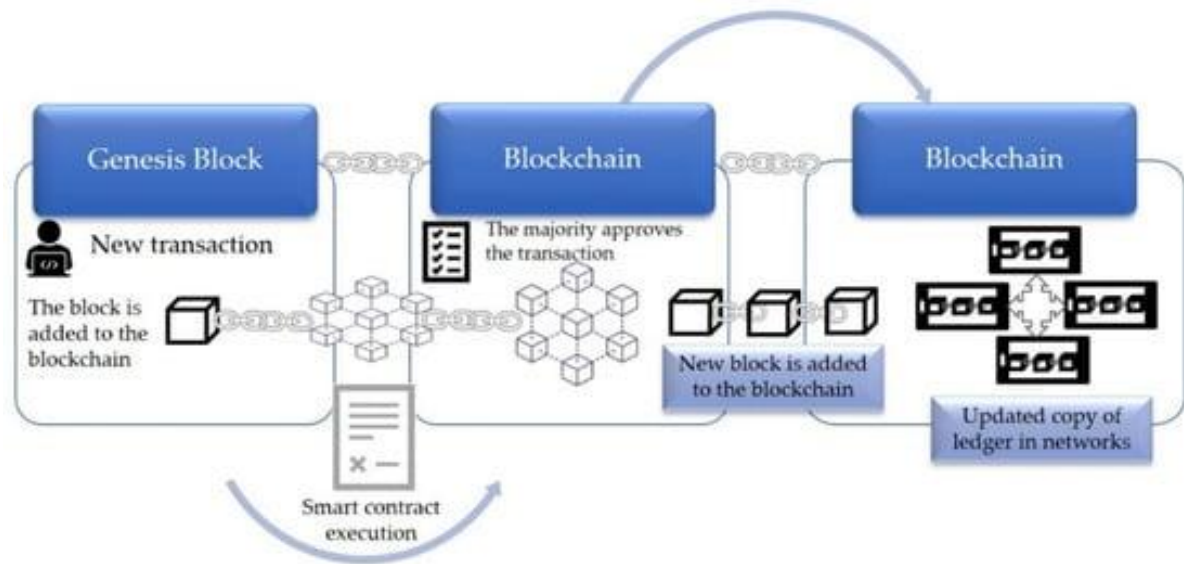 Genesis Block
New transaction
The block is
added to the
blockchain
Smart contract
execution
Blockchain
The majority approves
the transaction
New block is added
to the blockchain
Blockchain
Updated copy of
ledger in networks